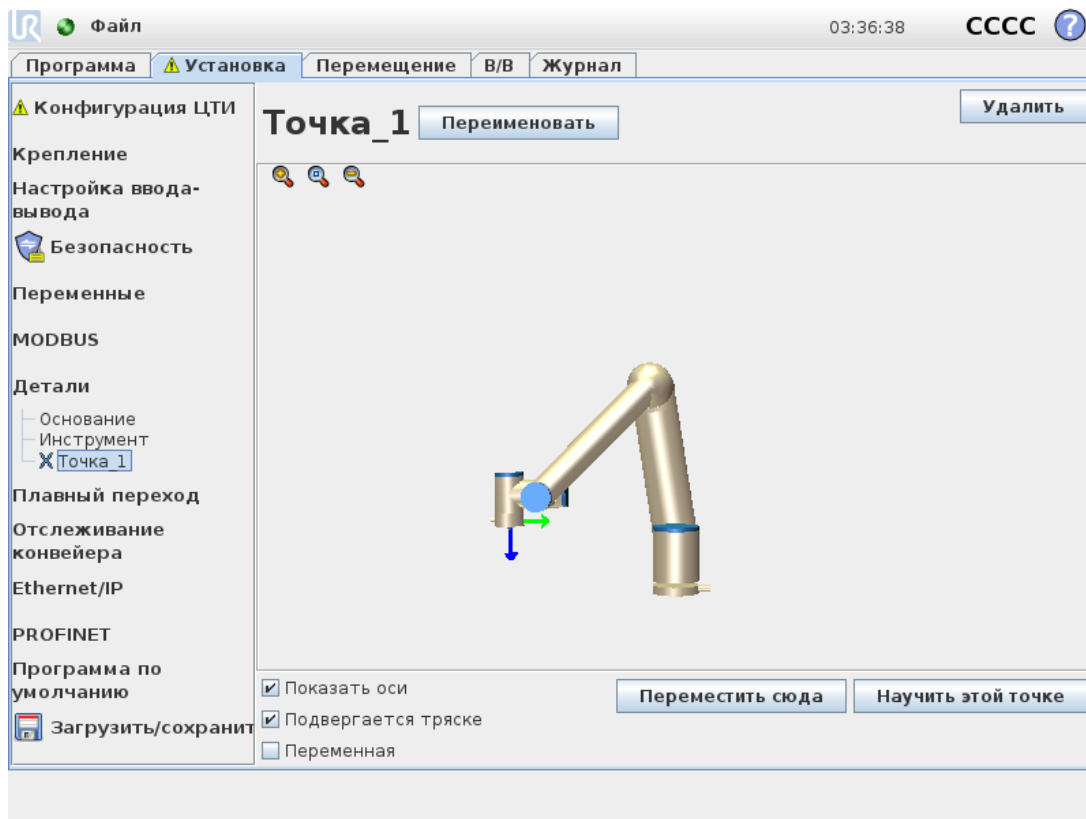 UR
Файл
03:36:38
CCCC
?
Программа
Установка
Перемещение
В/В
Журнал
Конфигурация ЦТИ
Крепление
Настройка ввода-
вывода
Безопасность
Переменные
MODBUS
Детали
Основание
Инструмент
Точка_1
Плавный переход
Отслеживание
конвейера
Ethernet/IP
PROFINET
Программа по
умолчанию
Загрузить/сохранит
Точка_1
Переименовать
Удалить
Показать оси
Подвергается тряске
Переменная
Переместить сюда
Научить этой точке